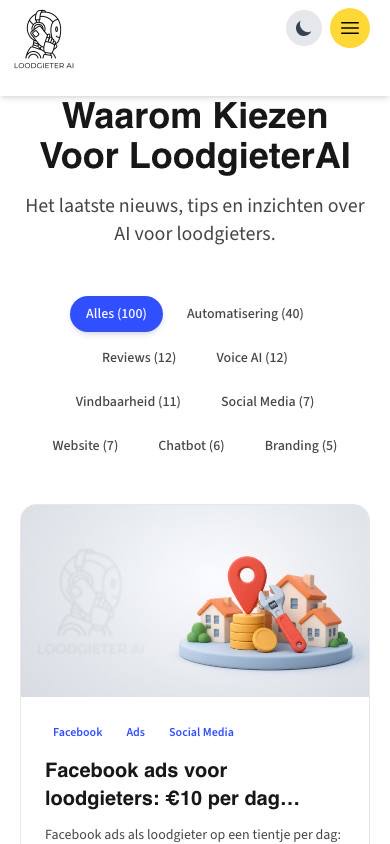 LOODGIETER AI
Waarom Kiezen
Voor LoodgieterAI
Het laatste nieuws, tips en inzichten over
AI voor loodgieters.
Alles (100) Automatisering (40)
Reviews (12) Voice AI (12)
Vindbaarheid (11) Social Media (7)
Website (7) Chatbot (6) Branding (5)
LOODGIETER AI
Facebook Ads Social Media
Facebook ads voor
loodgieters: €10 per dag...
Facebook ads als loodgieter op een tientje per dag: